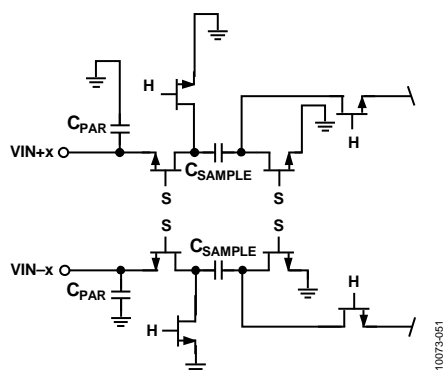 H
C_PAR
VIN+x
C_SAMPLE
H
S
S
S
S
C_SAMPLE
VIN–x
C_PAR
H
H
10073-051